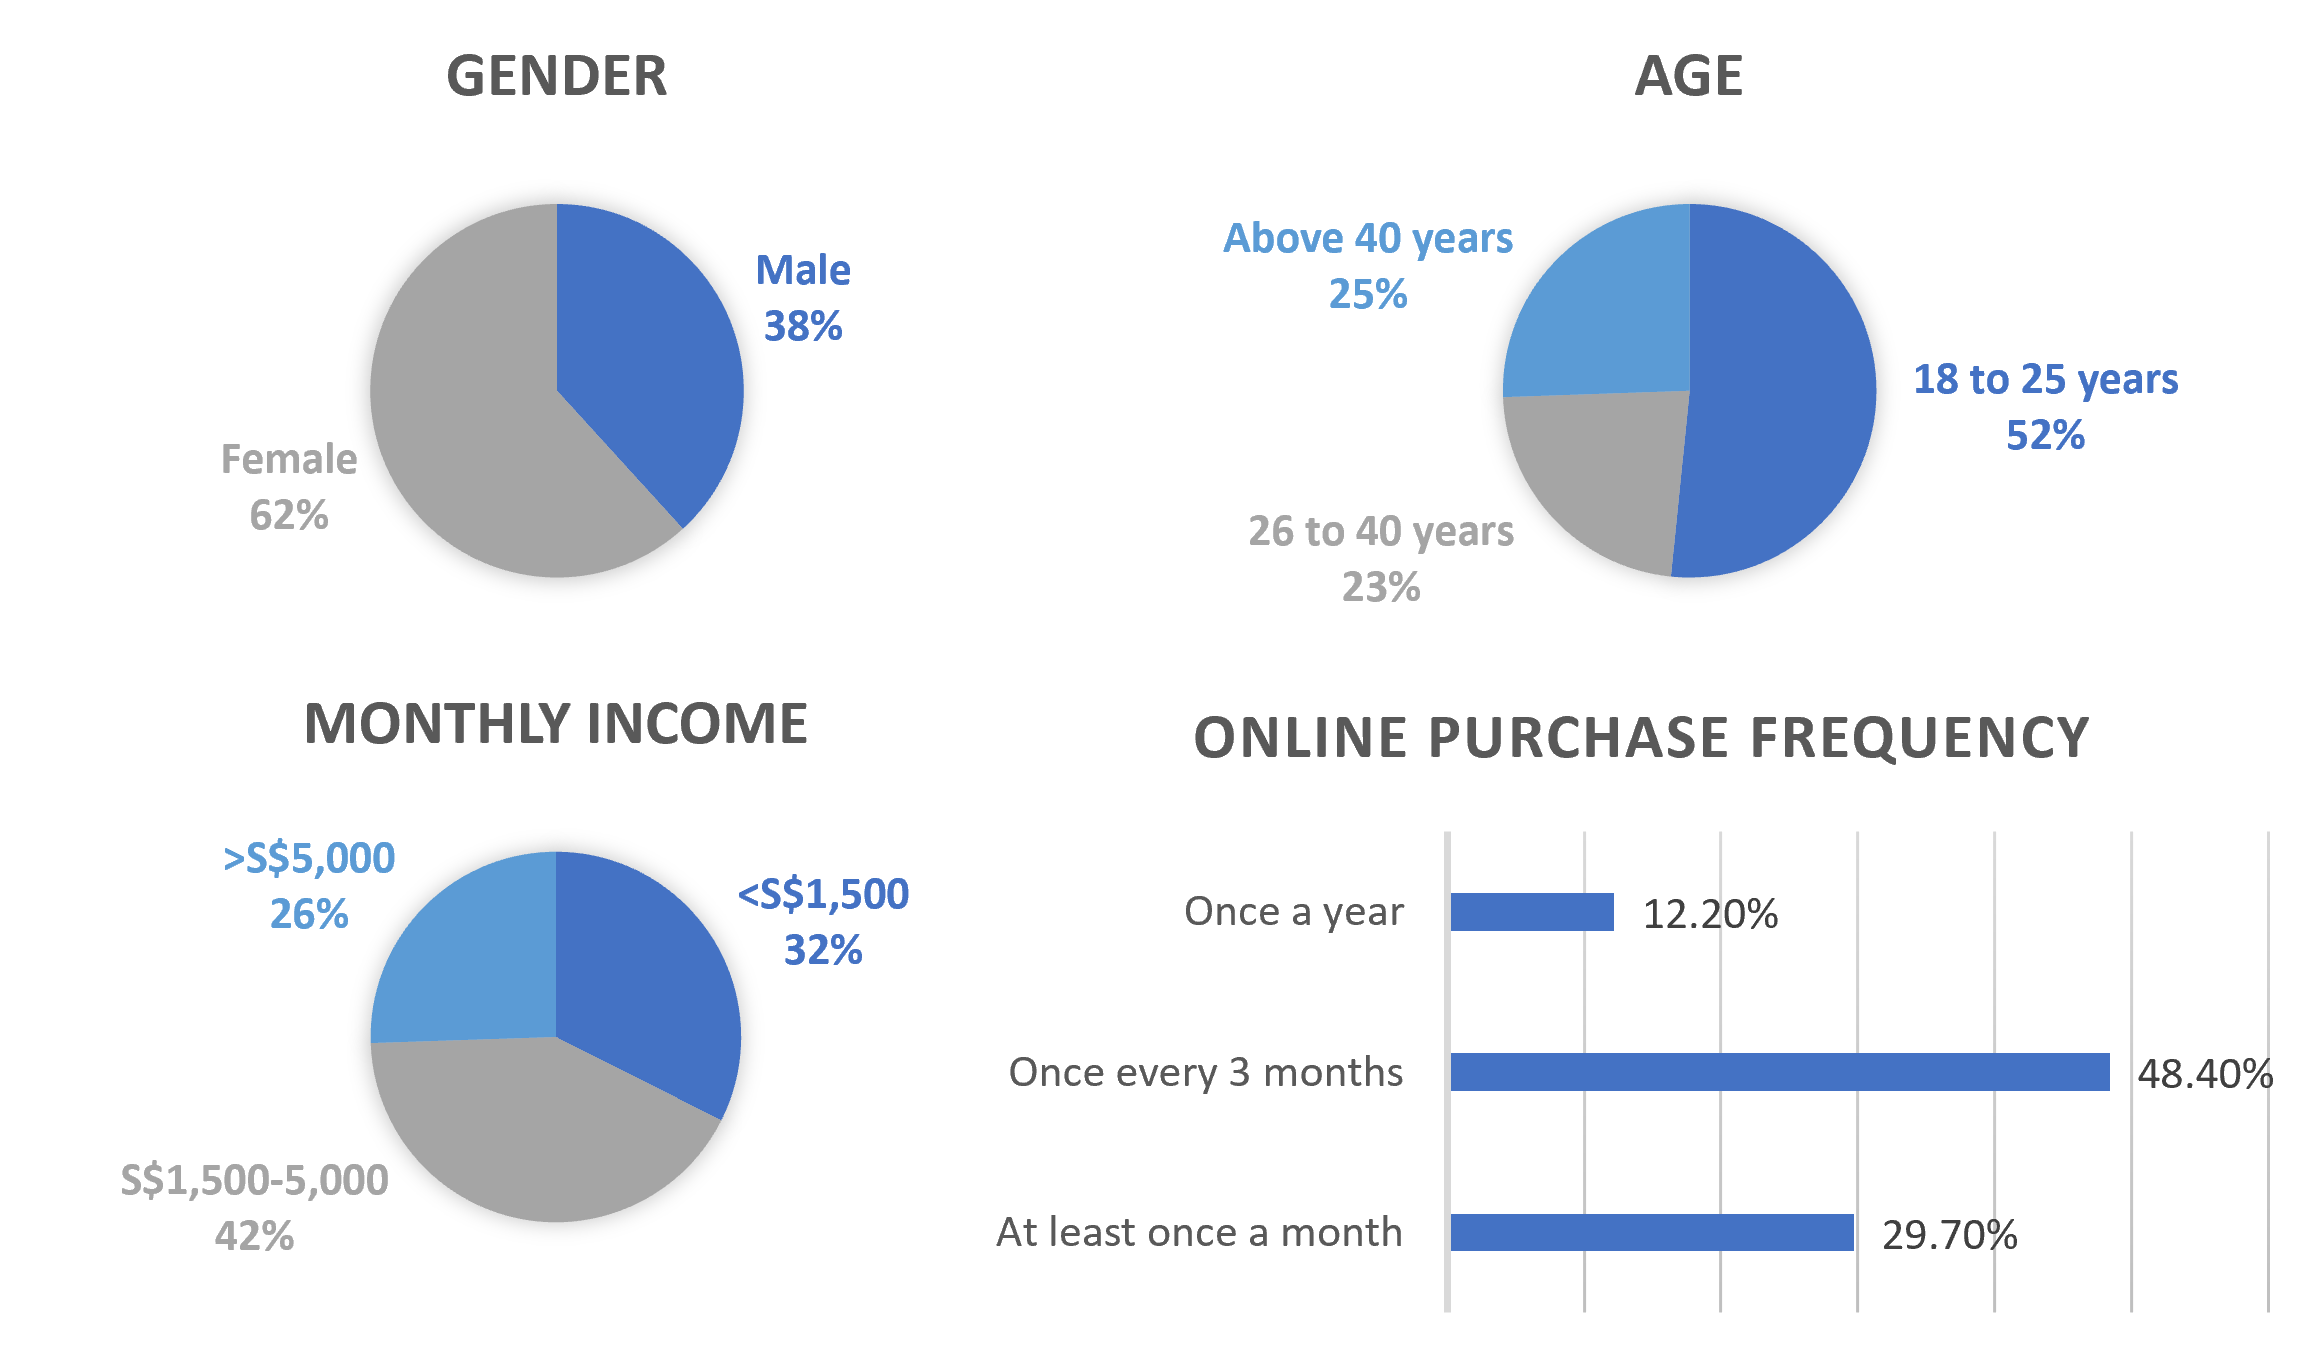 GENDER
Male
38%
Female
62%
AGE
Above 40 years
25%
18 to 25 years
52%
26 to 40 years
23%
MONTHLY INCOME
>S$5,000
26%
<S$1,500
32%
S$1,500-5,000
42%
ONLINE PURCHASE FREQUENCY
Once a year
12.20%
Once every 3 months
48.40%
At least once a month
29.70%